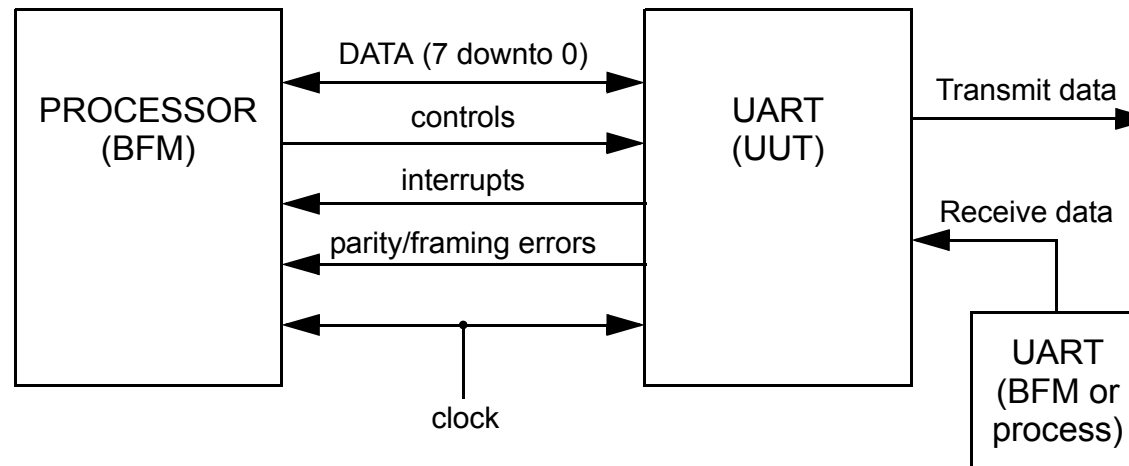 DATA (7 downto 0)
PROCESSOR
(BFM)
controls
interrupts
parity/framing errors
clock
UART
(UUT)
Transmit data
Receive data
UART
(BFM or
process)